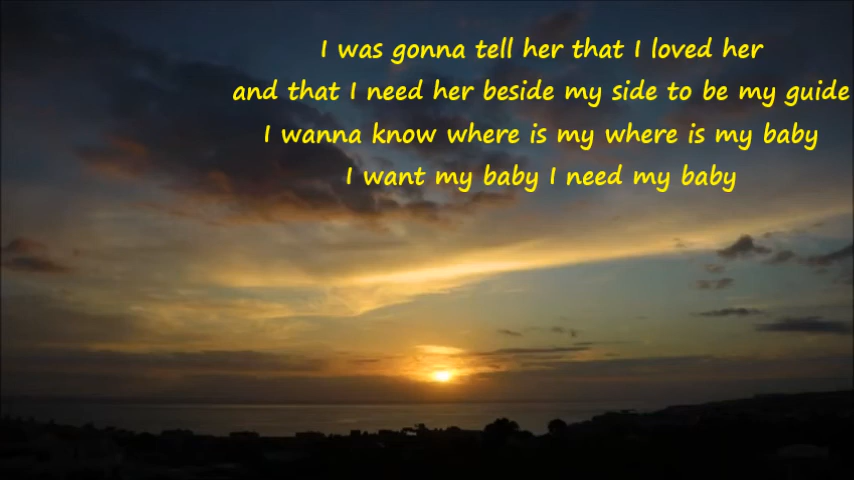 I was gonna tell her that I loved her
and that I need her beside my side to be my guide
I wanna know where is my where is my baby
I want my baby I need my baby